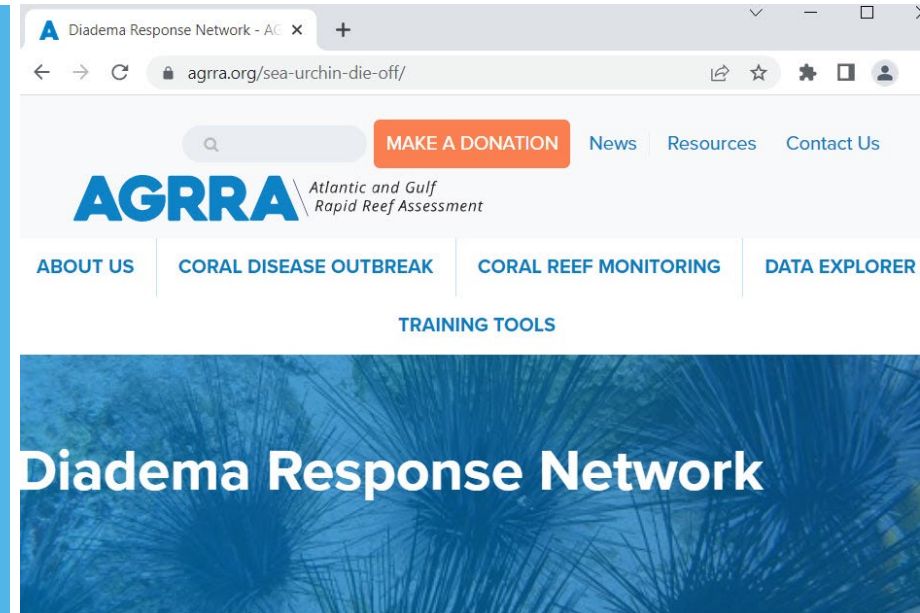 Diadema Response Network - AG
agrra.org/sea-urchin-die-off/
MAKE A DONATION News Resources Contact Us
AGRRA Atlantic and Gulf
Rapid Reef Assessment
ABOUT US CORAL DISEASE OUTBREAK CORAL REEF MONITORING DATA EXPLORER
TRAINING TOOLS
Diadema Response Network